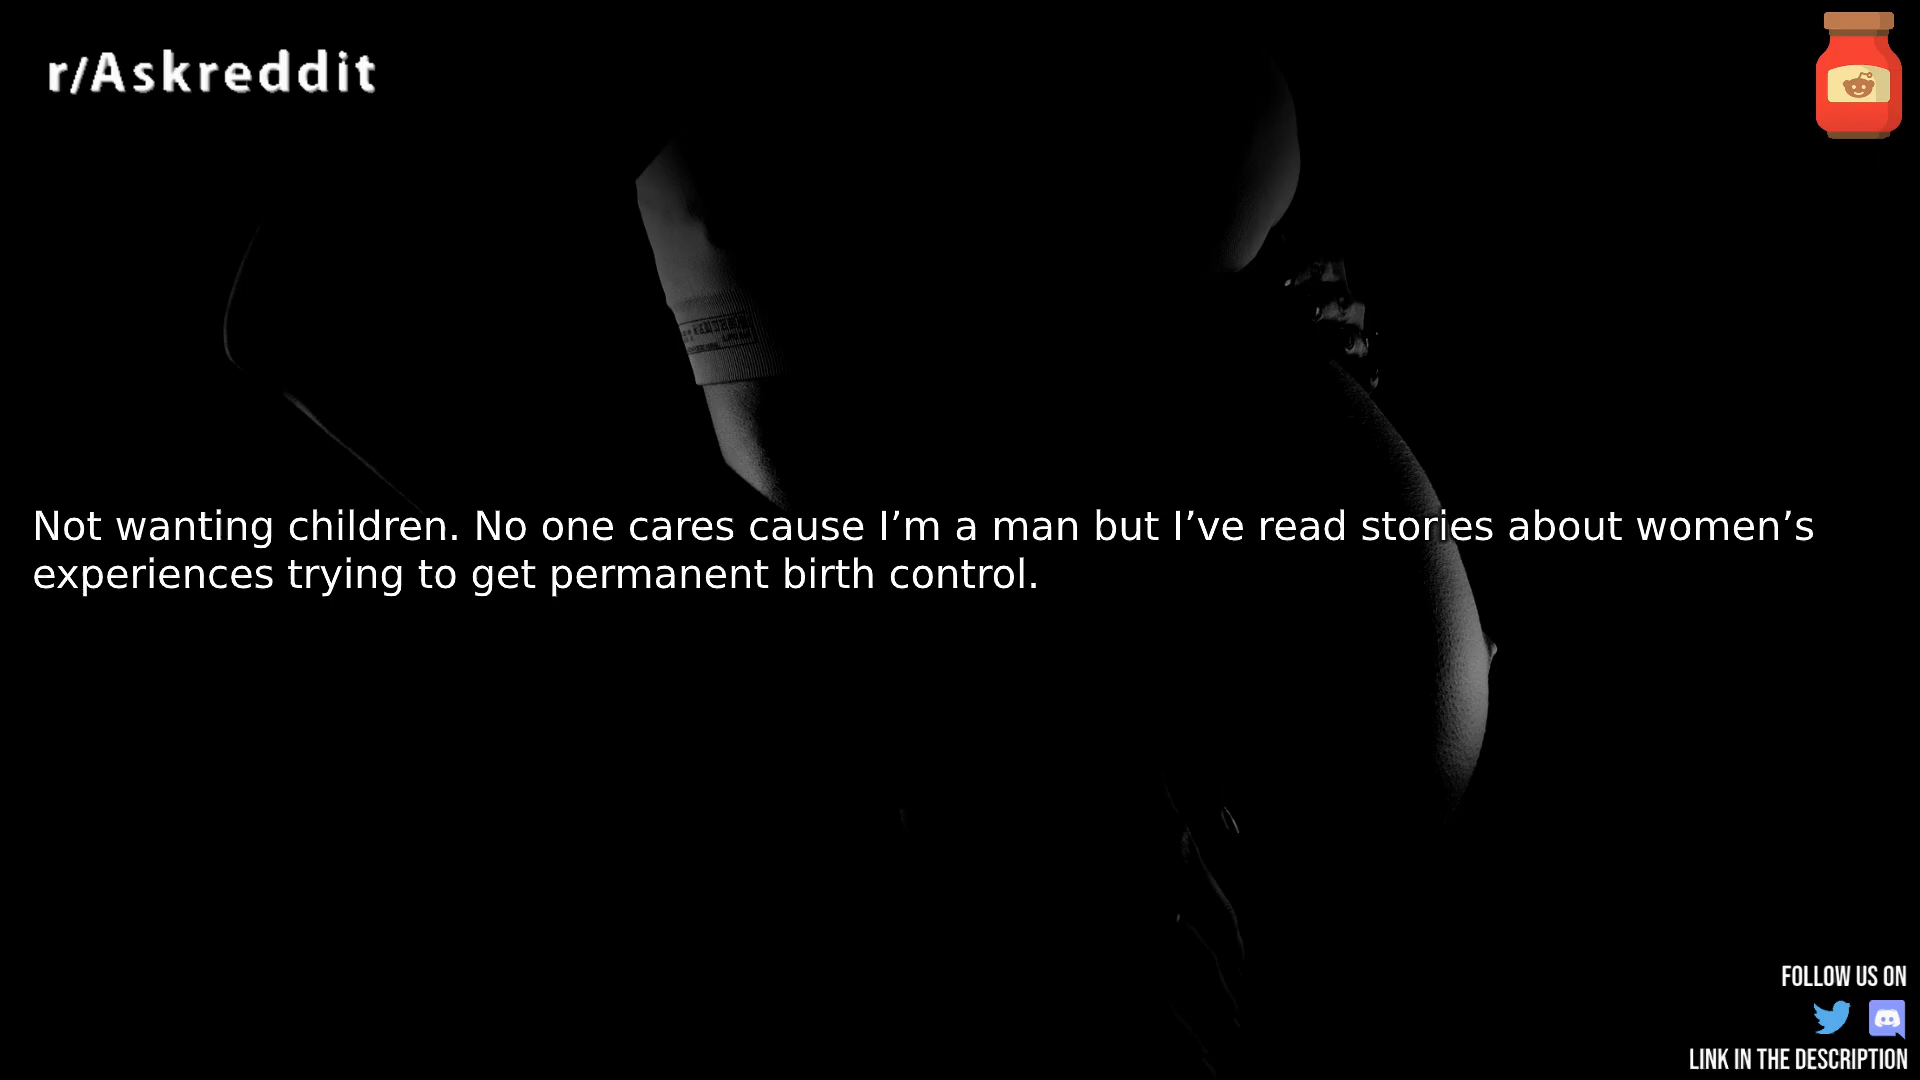 r/Askreddit
Not wanting children. No one cares cause I’m a man but I’ve read stories about women’s
experiences trying to get permanent birth control.
FOLLOW US ON
LINK IN THE DESCRIPTION